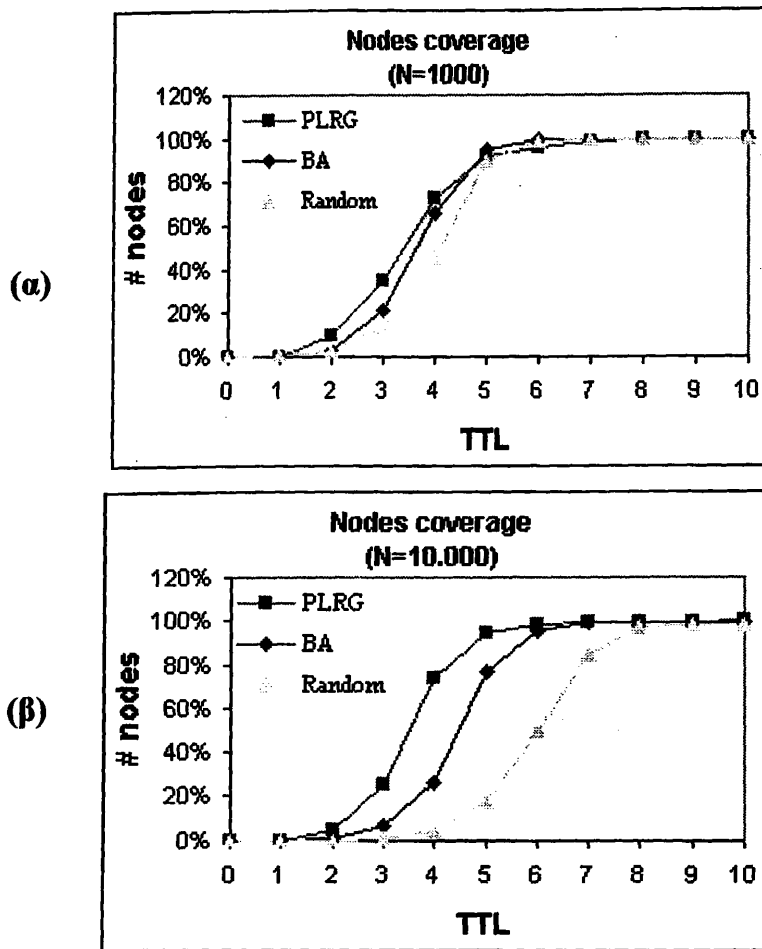 (α)
Nodes coverage
(N=1000)
120%
100%
80%
60%
40%
20%
0%
# nodes
PLRG
BA
Random
0 1 2 3 4 5 6 7 8 9 10
TTL
(β)
Nodes coverage
(N=10.000)
120%
100%
80%
60%
40%
20%
0%
# nodes
PLRG
BA
Random
0 1 2 3 4 5 6 7 8 9 10
TTL